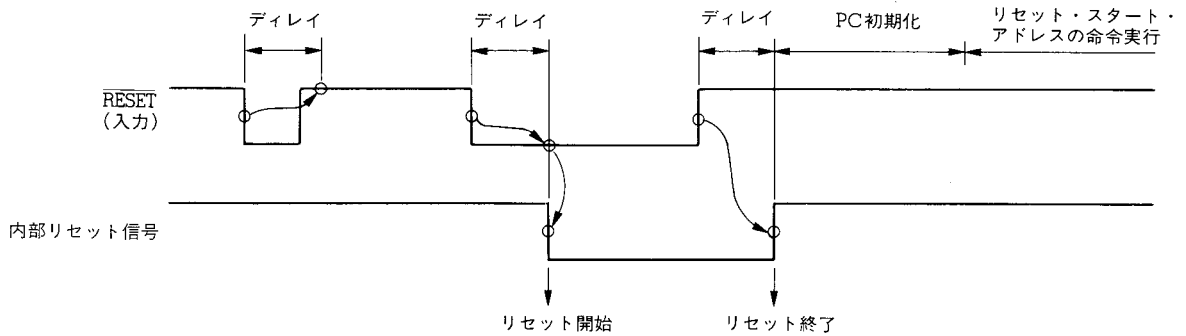 ディレイ
ディレイ
ディレイ
PC初期化
リセット・スタート・
アドレスの命令実行
RESET
(入力)
内部リセット信号
リセット開始
リセット終了